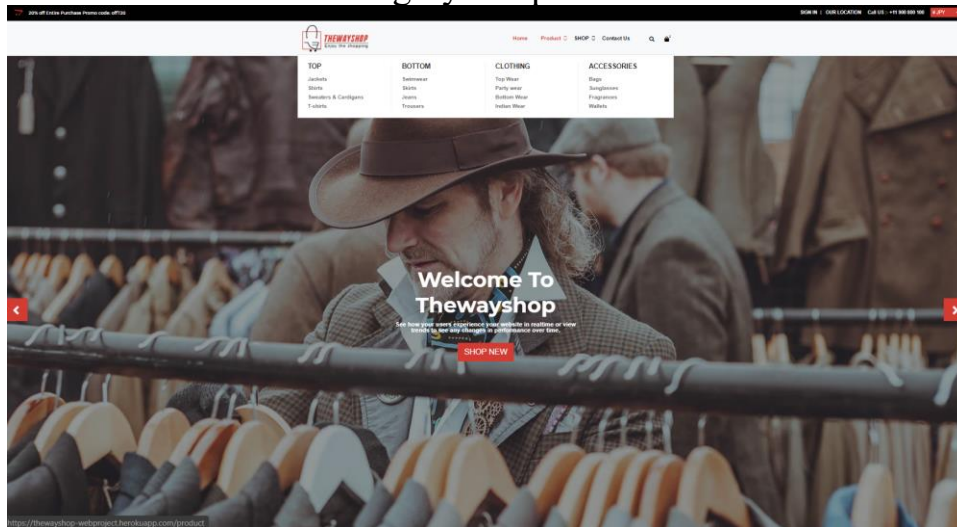 20% off Entire Purchase Promo code: offT80
SIGN IN | OUR LOCATION Call US :- +11 900 800 100 ¥ JPY
THEWAYSHOP
Enjoy the shopping
Home Product SHOP Contact Us
TOP BOTTOM CLOTHING ACCESSORIES
Jackets Swimwear Top Wear Bags
Shirts Skirts Party wear Sunglasses
Sweaters & Cardigans Jeans Bottom Wear Fragrances
T-shirts Trousers Indian Wear Wallets
Welcome To
Thewayshop
See how your users experience your website in realtime or view
trends to see any changes in performance over time.
SHOP NEW
https://thewayshop-webproject.herokuapp.com/product